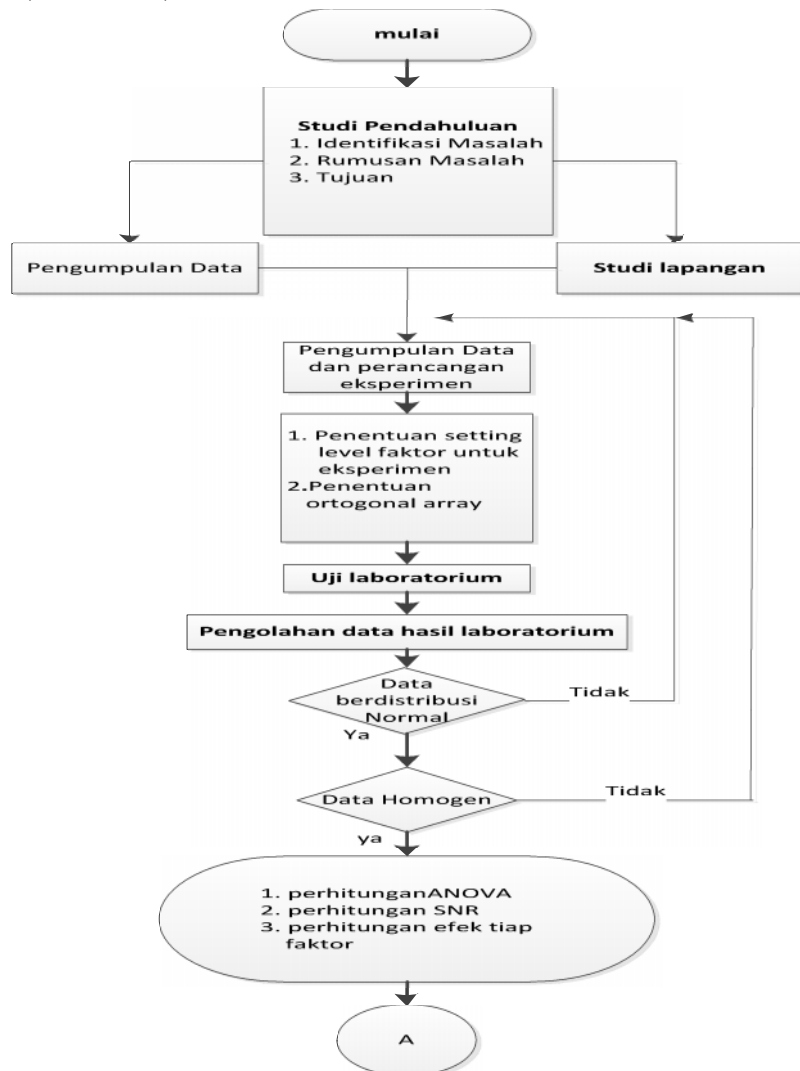 mulai
Studi Pendahuluan
1. Identifikasi Masalah
2. Rumusan Masalah
3. Tujuan
Pengumpulan Data
Studi lapangan
Pengumpulan Data
dan perancangan
eksperimen
1. Penentuan setting
level faktor untuk
eksperimen
2.Penentuan
ortogonal array
Uji laboratorium
Pengolahan data hasil laboratorium
Data
berdistribusi
Normal
Tidak
Ya
Data Homogen
Tidak
ya
1. perhitunganANOVA
2. perhitungan SNR
3. perhitungan efek tiap
faktor
A